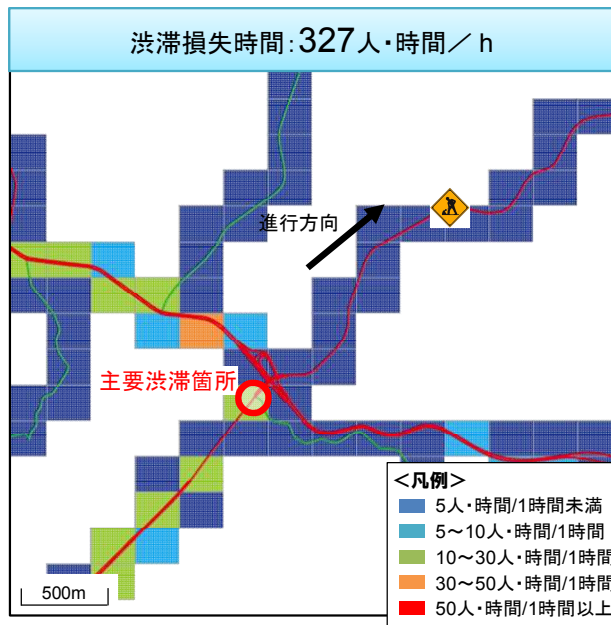 渋滞損失時間:327人・時間/h
進行方向
主要渋滞箇所
<凡例>
5人・時間/1時間未満
5～10人・時間/1時間
10～30人・時間/1時間
30～50人・時間/1時間
50人・時間/1時間以上
500m